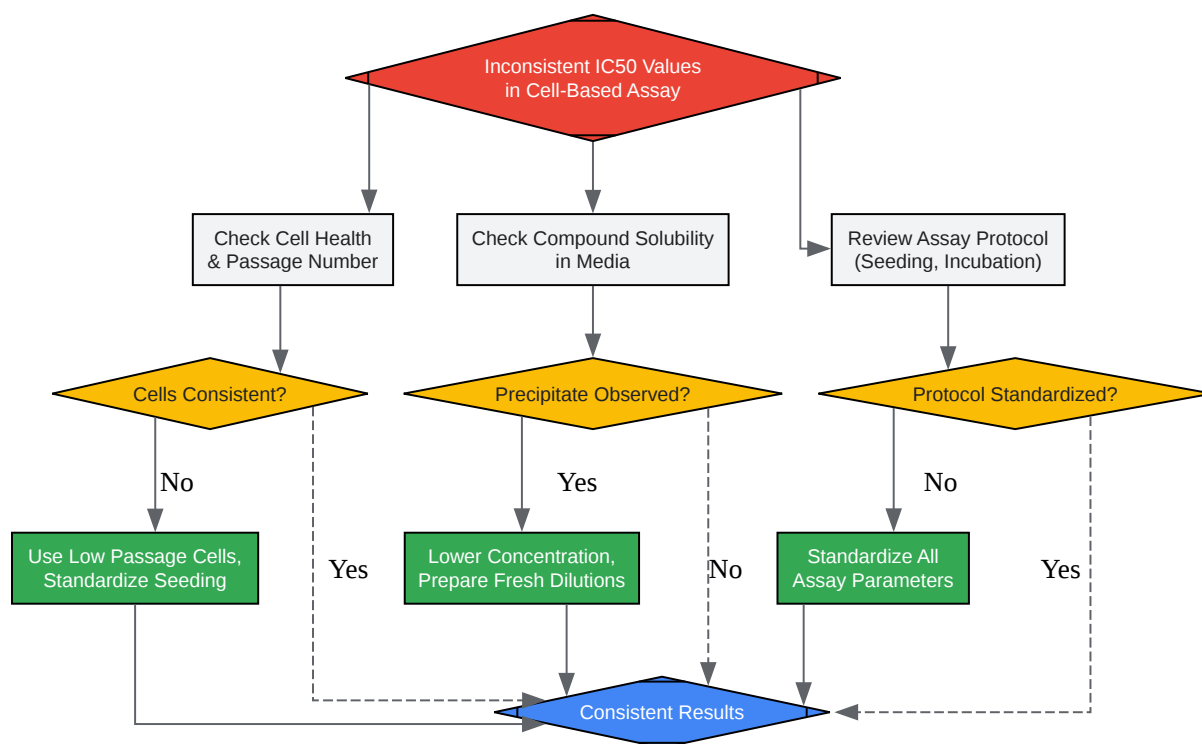 Inconsistent IC50 Values
in Cell-Based Assay
Check Cell Health
& Passage Number
Check Compound Solubility
in Media
Review Assay Protocol
(Seeding, Incubation)
Cells Consistent?
Precipitate Observed?
Protocol Standardized?
No
Yes
No
Use Low Passage Cells,
Standardize Seeding
Yes
Lower Concentration,
Prepare Fresh Dilutions
No
Standardize All
Assay Parameters
Yes
Consistent Results